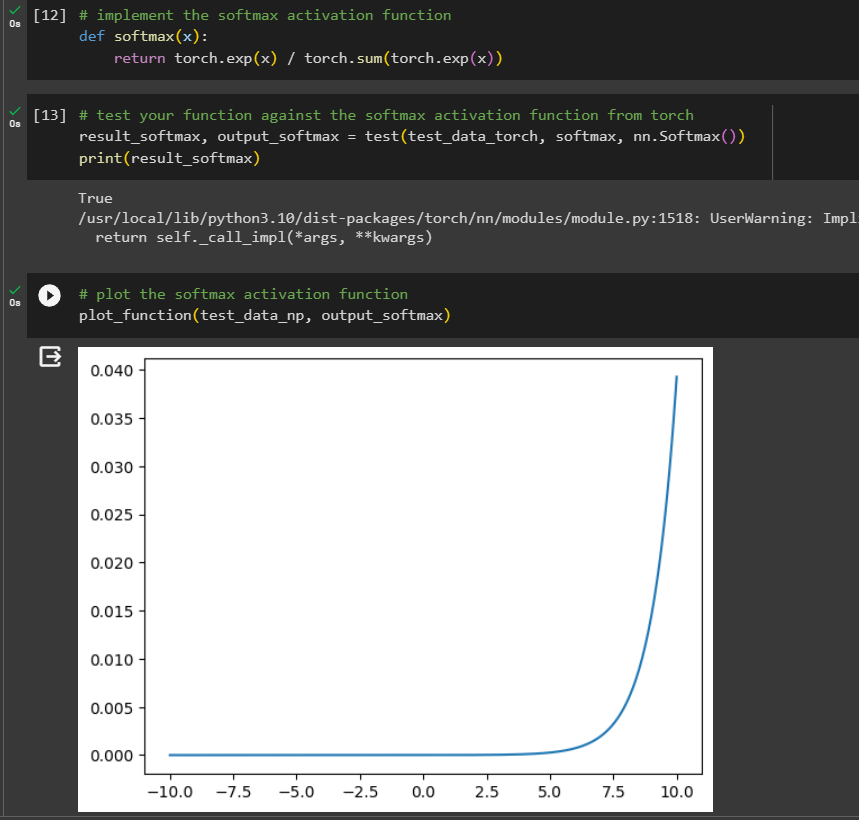 [12] # implement the softmax activation function
0s
def softmax(x):
return torch.exp(x) / torch.sum(torch.exp(x))
[13] # test your function against the softmax activation function from torch
0s
result_softmax, output_softmax = test(test_data_torch, softmax, nn.Softmax())
print(result_softmax)
True
/usr/local/lib/python3.10/dist-packages/torch/nn/modules/module.py:1518: UserWarning: Impl
return self._call_impl(*args, **kwargs)
# plot the softmax activation function
0s
plot_function(test_data_np, output_softmax)
0.040
0.035
0.030
0.025
0.020
0.015
0.010
0.005
0.000
−10.0 −7.5 −5.0 −2.5 0.0 2.5 5.0 7.5 10.0